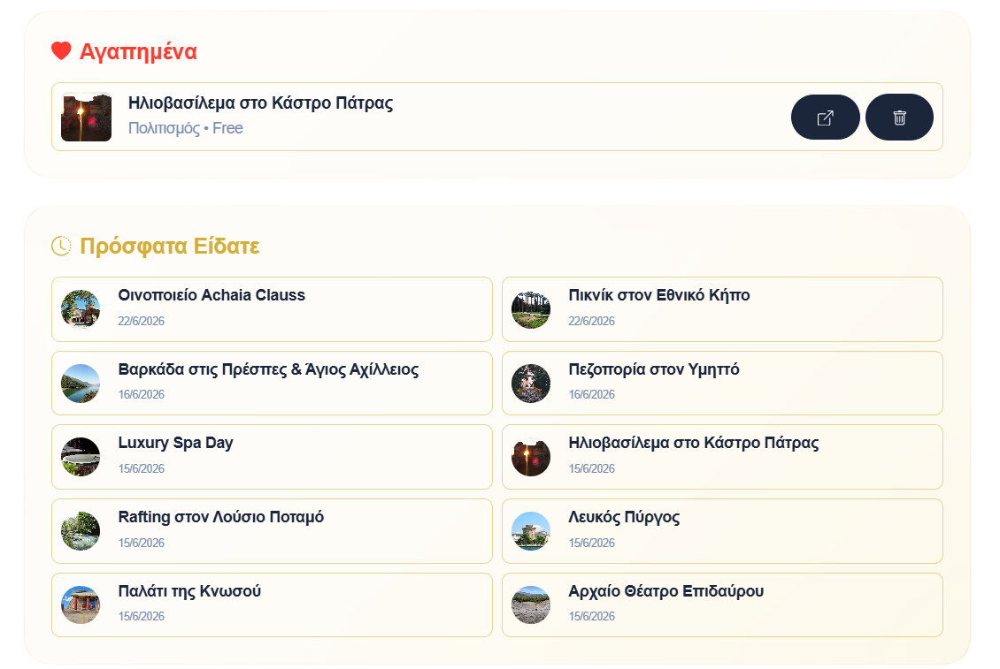 Αγαπημένα
Ηλιοβασίλεμα στο Κάστρο Πάτρας
Πολιτισμός • Free
Πρόσφατα Είδατε
Οινοποιείο Achaia Clauss
22/6/2026
Πικνίκ στον Εθνικό Κήπο
22/6/2026
Βαρκάδα στις Πρέσπες & Άγιος Αχίλλειος
16/6/2026
Πεζοπορία στον Υμηττό
16/6/2026
Luxury Spa Day
15/6/2026
Ηλιοβασίλεμα στο Κάστρο Πάτρας
15/6/2026
Rafting στον Λούσιο Ποταμό
15/6/2026
Λευκός Πύργος
15/6/2026
Παλάτι της Κνωσού
15/6/2026
Αρχαίο Θέατρο Επιδαύρου
15/6/2026